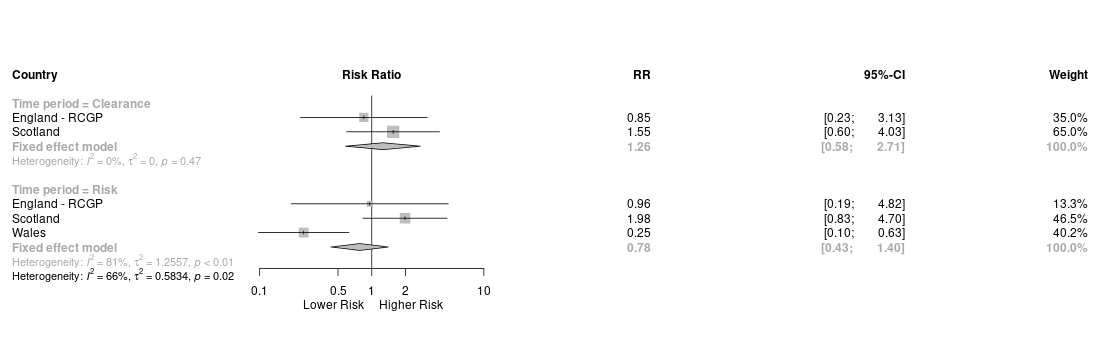 Country Risk Ratio RR 95%-CI Weight
Time period = Clearance
England - RCGP 0.85 [0.23; 3.13] 35.0%
Scotland 1.55 [0.60; 4.03] 65.0%
Fixed effect model 1.26 [0.58; 2.71] 100.0%
Heterogeneity: I² = 0%, τ² = 0, p = 0.47
Time period = Risk
England - RCGP 0.96 [0.19; 4.82] 13.3%
Scotland 1.98 [0.83; 4.70] 46.5%
Wales 0.25 [0.10; 0.63] 40.2%
Fixed effect model 0.78 [0.43; 1.40] 100.0%
Heterogeneity: I² = 81%, τ² = 1.2557, p < 0.01
Heterogeneity: I² = 66%, τ² = 0.5834, p = 0.02
0.1 0.5 1 2 10
Lower Risk Higher Risk